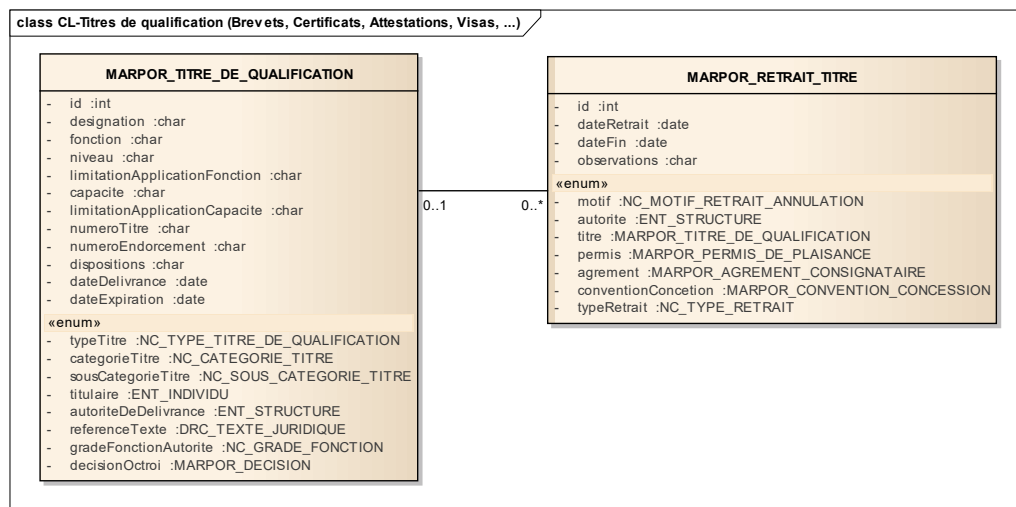 class CL-Titres de qualification (Brevets, Certificats, Attestations, Visas, ...)
MARPOR_TITRE_DE_QUALIFICATION
- id :int
- designation :char
- fonction :char
- niveau :char
- limitationApplicationFonction :char
- capacite :char
- limitationApplicationCapacite :char
- numeroTitre :char
- numeroEndorcement :char
- dispositions :char
- dateDelivrance :date
- dateExpiration :date
«enum»
- typeTitre :NC_TYPE_TITRE_DE_QUALIFICATION
- categorieTitre :NC_CATEGORIE_TITRE
- sousCategorieTitre :NC_SOUS_CATEGORIE_TITRE
- titulaire :ENT_INDIVIDU
- autoriteDeDelivrance :ENT_STRUCTURE
- referenceTexte :DRC_TEXTE_JURIDIQUE
- gradeFonctionAutorite :NC_GRADE_FONCTION
- decisionOctroi :MARPOR_DECISION
0..1
0..*
MARPOR_RETRAIT_TITRE
- id :int
- dateRetrait :date
- dateFin :date
- observations :char
«enum»
- motif :NC_MOTIF_RETRAIT_ANNULATION
- autorite :ENT_STRUCTURE
- titre :MARPOR_TITRE_DE_QUALIFICATION
- permis :MARPOR_PERMIS_DE_PLAISANCE
- agrement :MARPOR_AGREMENT_CONSIGNATAIRE
- conventionConcetion :MARPOR_CONVENTION_CONCESSION
- typeRetrait :NC_TYPE_RETRAIT